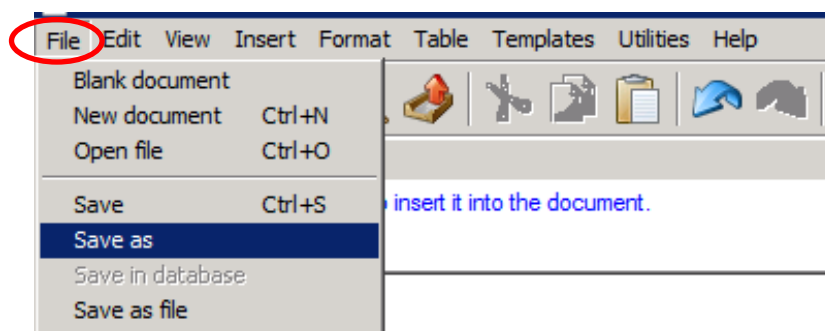 File Edit View Insert Format Table Templates Utilities Help
Blank document
New document Ctrl+N
Open file Ctrl+O
Save Ctrl+S
insert it into the document.
Save as
Save in database
Save as file